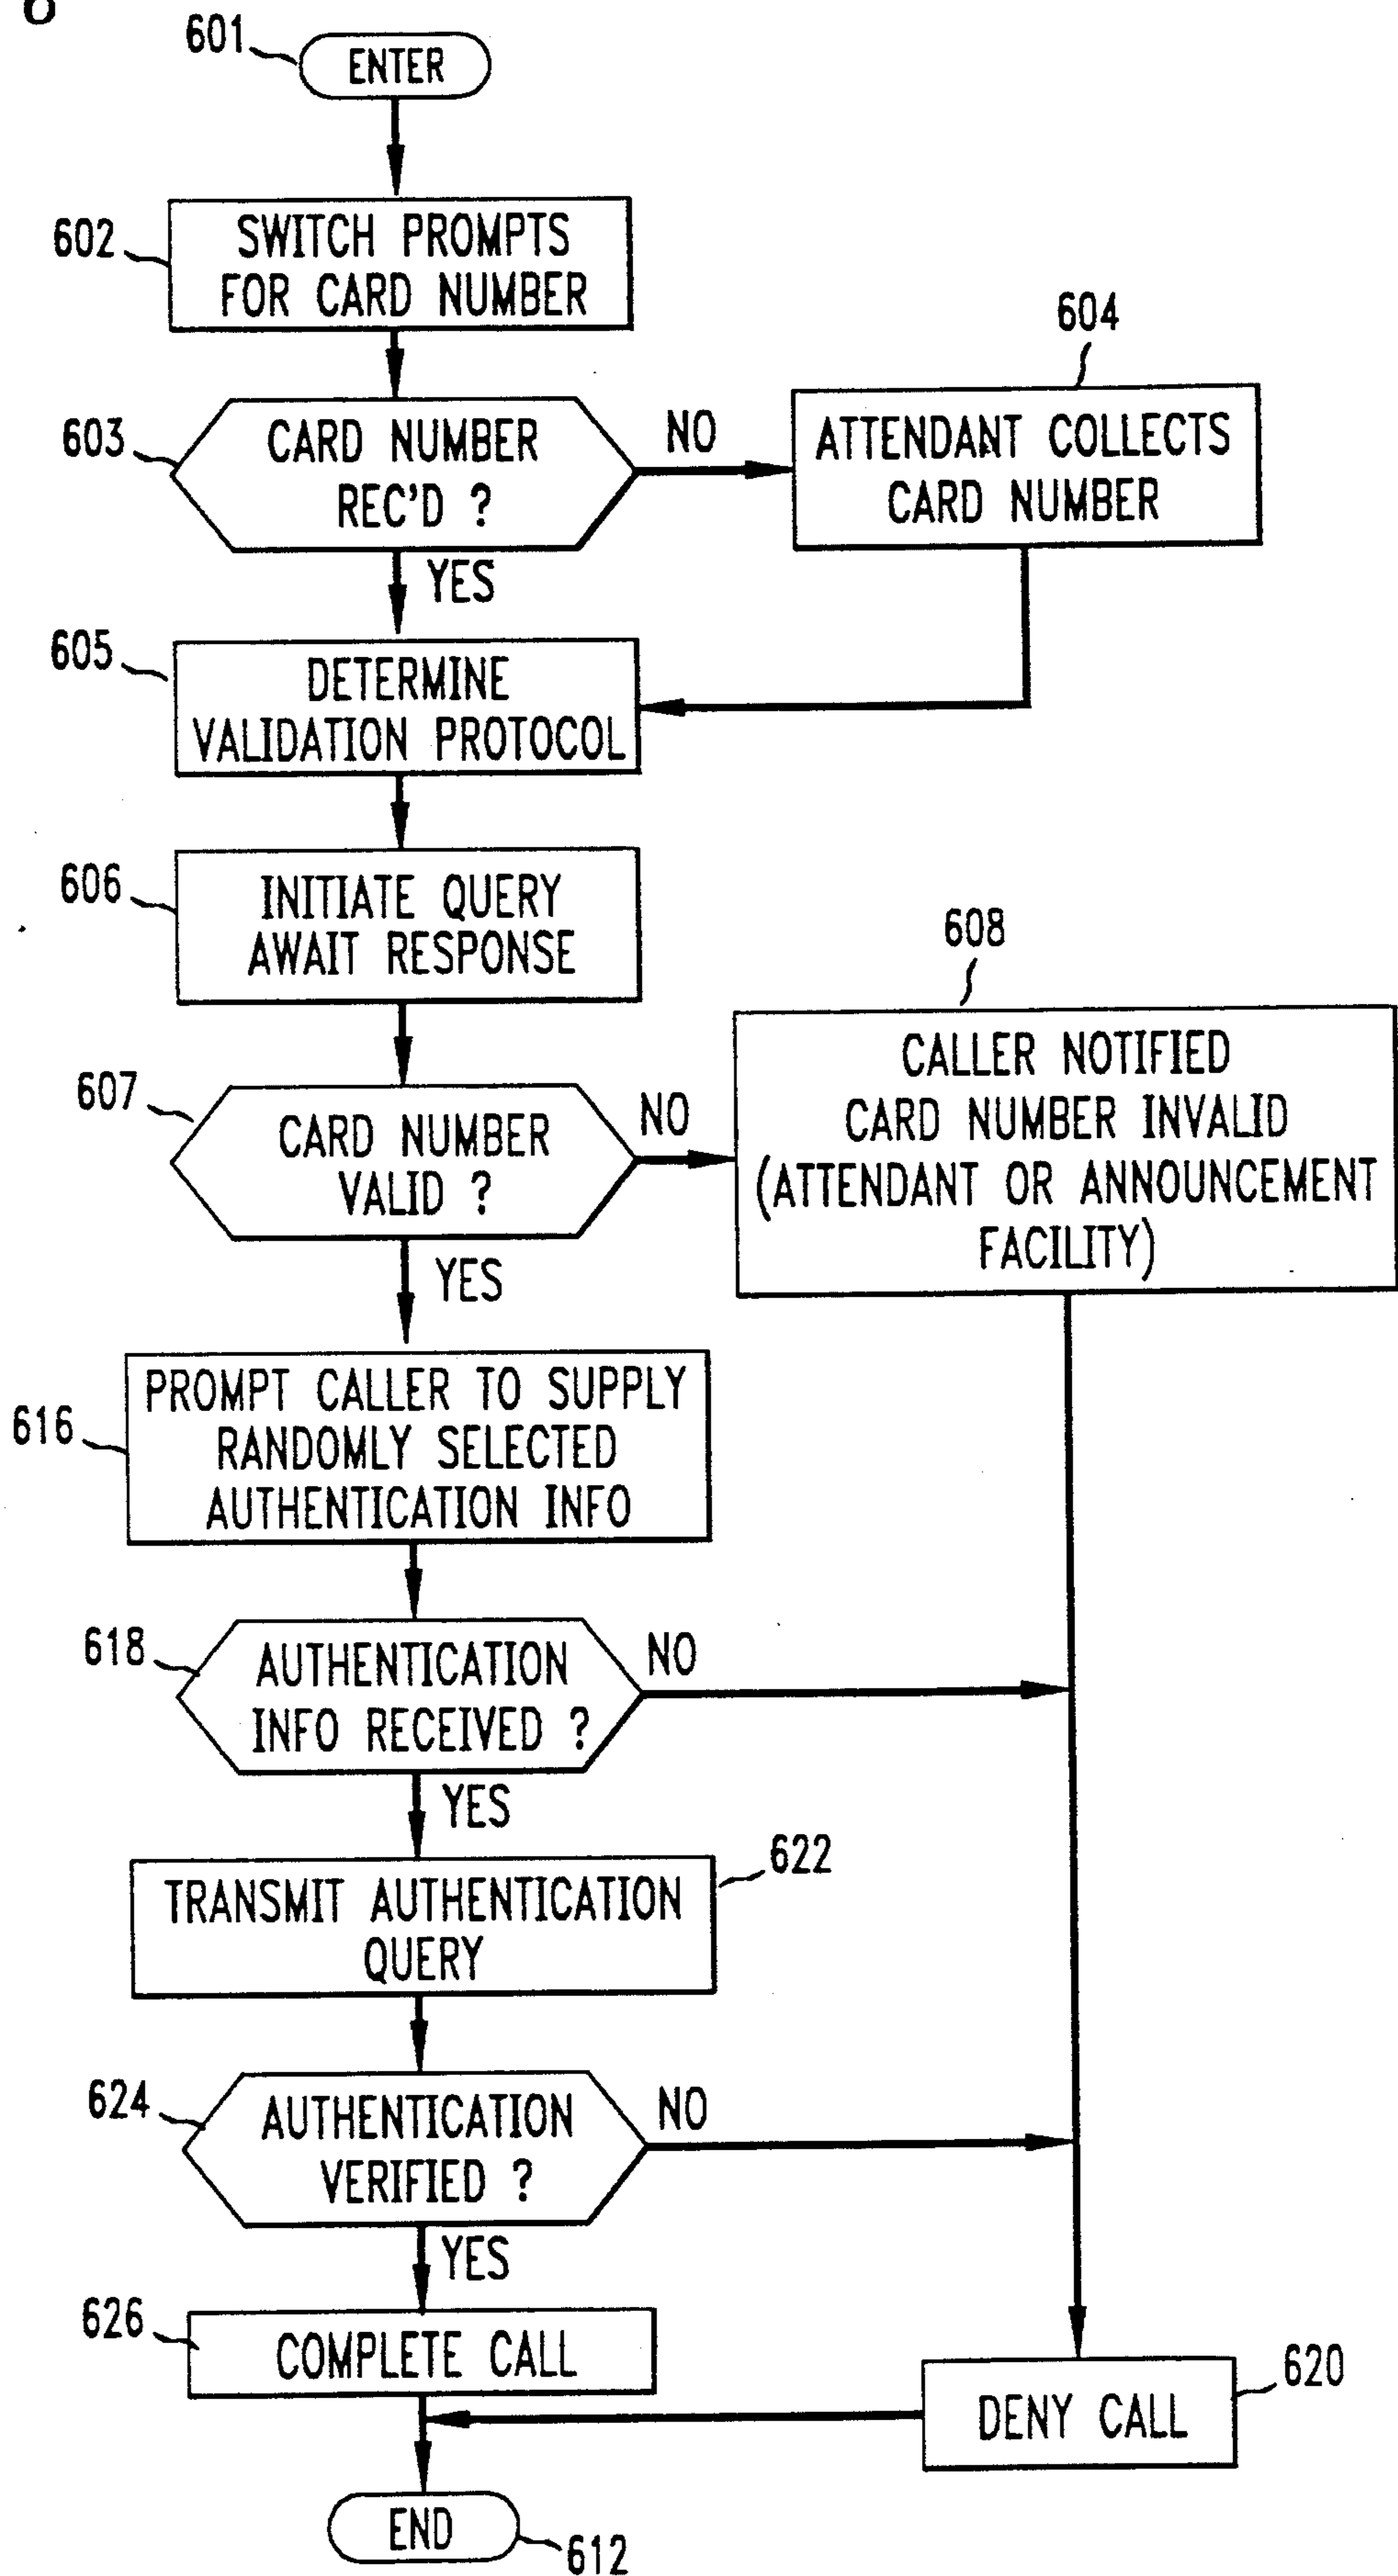 6
601
ENTER
602
SWITCH PROMPTS
FOR CARD NUMBER
603
CARD NUMBER
REC'D ?
NO
604
ATTENDANT COLLECTS
CARD NUMBER
YES
605
DETERMINE
VALIDATION PROTOCOL
606
INITIATE QUERY
AWAIT RESPONSE
607
CARD NUMBER
VALID ?
NO
608
CALLER NOTIFIED
CARD NUMBER INVALID
(ATTENDANT OR ANNOUNCEMENT
FACILITY)
YES
616
PROMPT CALLER TO SUPPLY
RANDOMLY SELECTED
AUTHENTICATION INFO
618
AUTHENTICATION
INFO RECEIVED ?
NO
YES
622
TRANSMIT AUTHENTICATION
QUERY
624
AUTHENTICATION
VERIFIED ?
NO
YES
626
COMPLETE CALL
620
DENY CALL
END
612